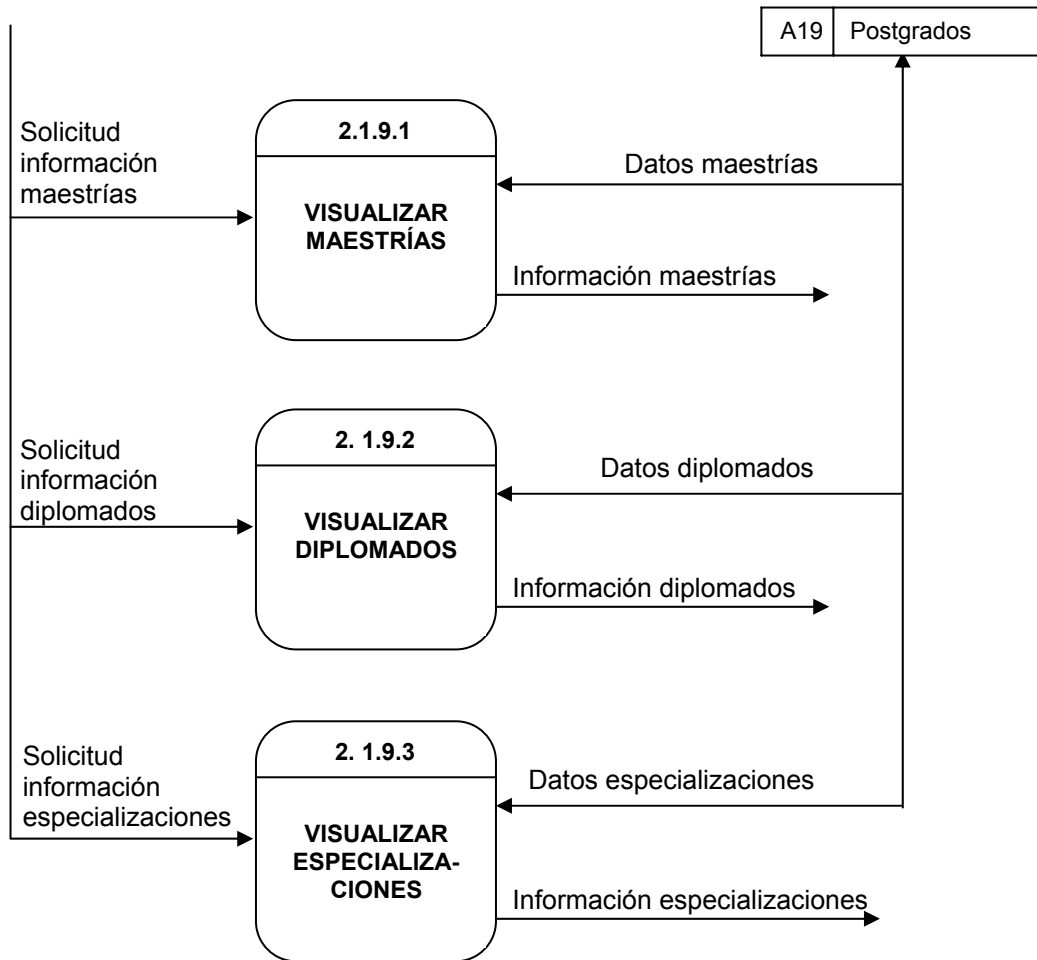 A19 Postgrados
Solicitud
información
maestrías
2.1.9.1
VISUALIZAR
MAESTRÍAS
Datos maestrías
Información maestrías
Solicitud
información
diplomados
2. 1.9.2
VISUALIZAR
DIPLOMADOS
Datos diplomados
Información diplomados
Solicitud
información
especializaciones
2. 1.9.3
VISUALIZAR
ESPECIALIZA-
CIONES
Datos especializaciones
Información especializaciones